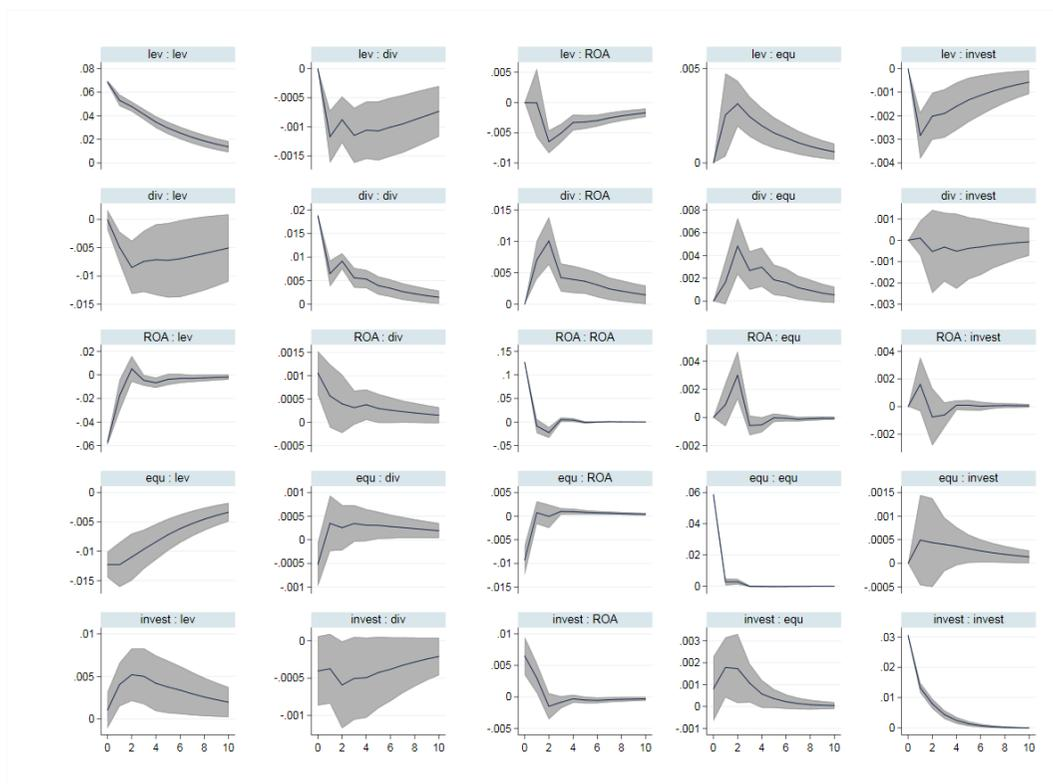 lev : lev lev : div lev : ROA lev : equ lev : invest
.08 0 .005 .005 0
.06 -.0005 0 -.001
.04 -.001 -.005 -.002
.02 -.0015 -.01 -.003
0 0 -.004
div : lev div : div div : ROA div : equ div : invest
0 .02 .015 .008 .001
-.005 .015 .01 .006 0
-.01 .01 .005 .004 -.001
-.015 .005 0 .002 -.002
0 0 -.003
ROA : lev ROA : div ROA : ROA ROA : equ ROA : invest
.02 .0015 .15 .004 .004
0 .001 .1 .002 .002
-.02 .0005 .05 0 0
-.04 0 0 -.002 -.002
-.06 -.0005 -.05
equ : lev equ : div equ : ROA equ : equ equ : invest
0 .001 .005 .06 .0015
-.005 .0005 0 .04 .001
-.01 0 -.005 .02 .0005
-.015 -.0005 -.01 0 0
-.001 -.015 -.0005
invest : lev invest : div invest : ROA invest : equ invest : invest
.01 0 .01 .003 .03
.005 -.0005 .005 .002 .02
0 -.001 0 .001 .01
-.005 0 0
-.001
0 2 4 6 8 10 0 2 4 6 8 10 0 2 4 6 8 10 0 2 4 6 8 10 0 2 4 6 8 10